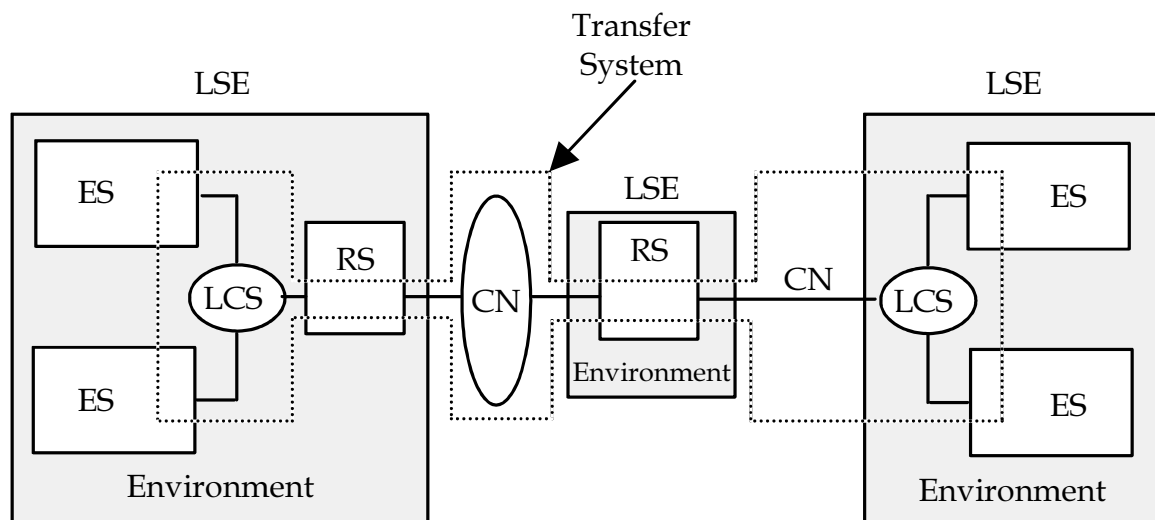 Transfer
System
LSE
LSE
LSE
ES
RS
LCS
ES
Environment
CN
RS
Environment
CN
ES
LCS
ES
Environment